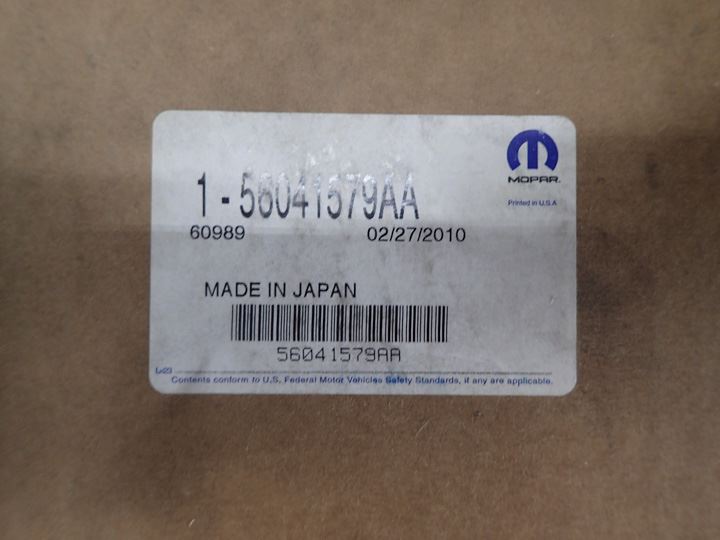 MOPAR.
Printed in U.S.A
1-56041579AA
60989 02/27/2010
MADE IN JAPAN
56041579AA
Contents conform to U.S. Federal Motor Vehicles Safety Standards, if any are applicable.